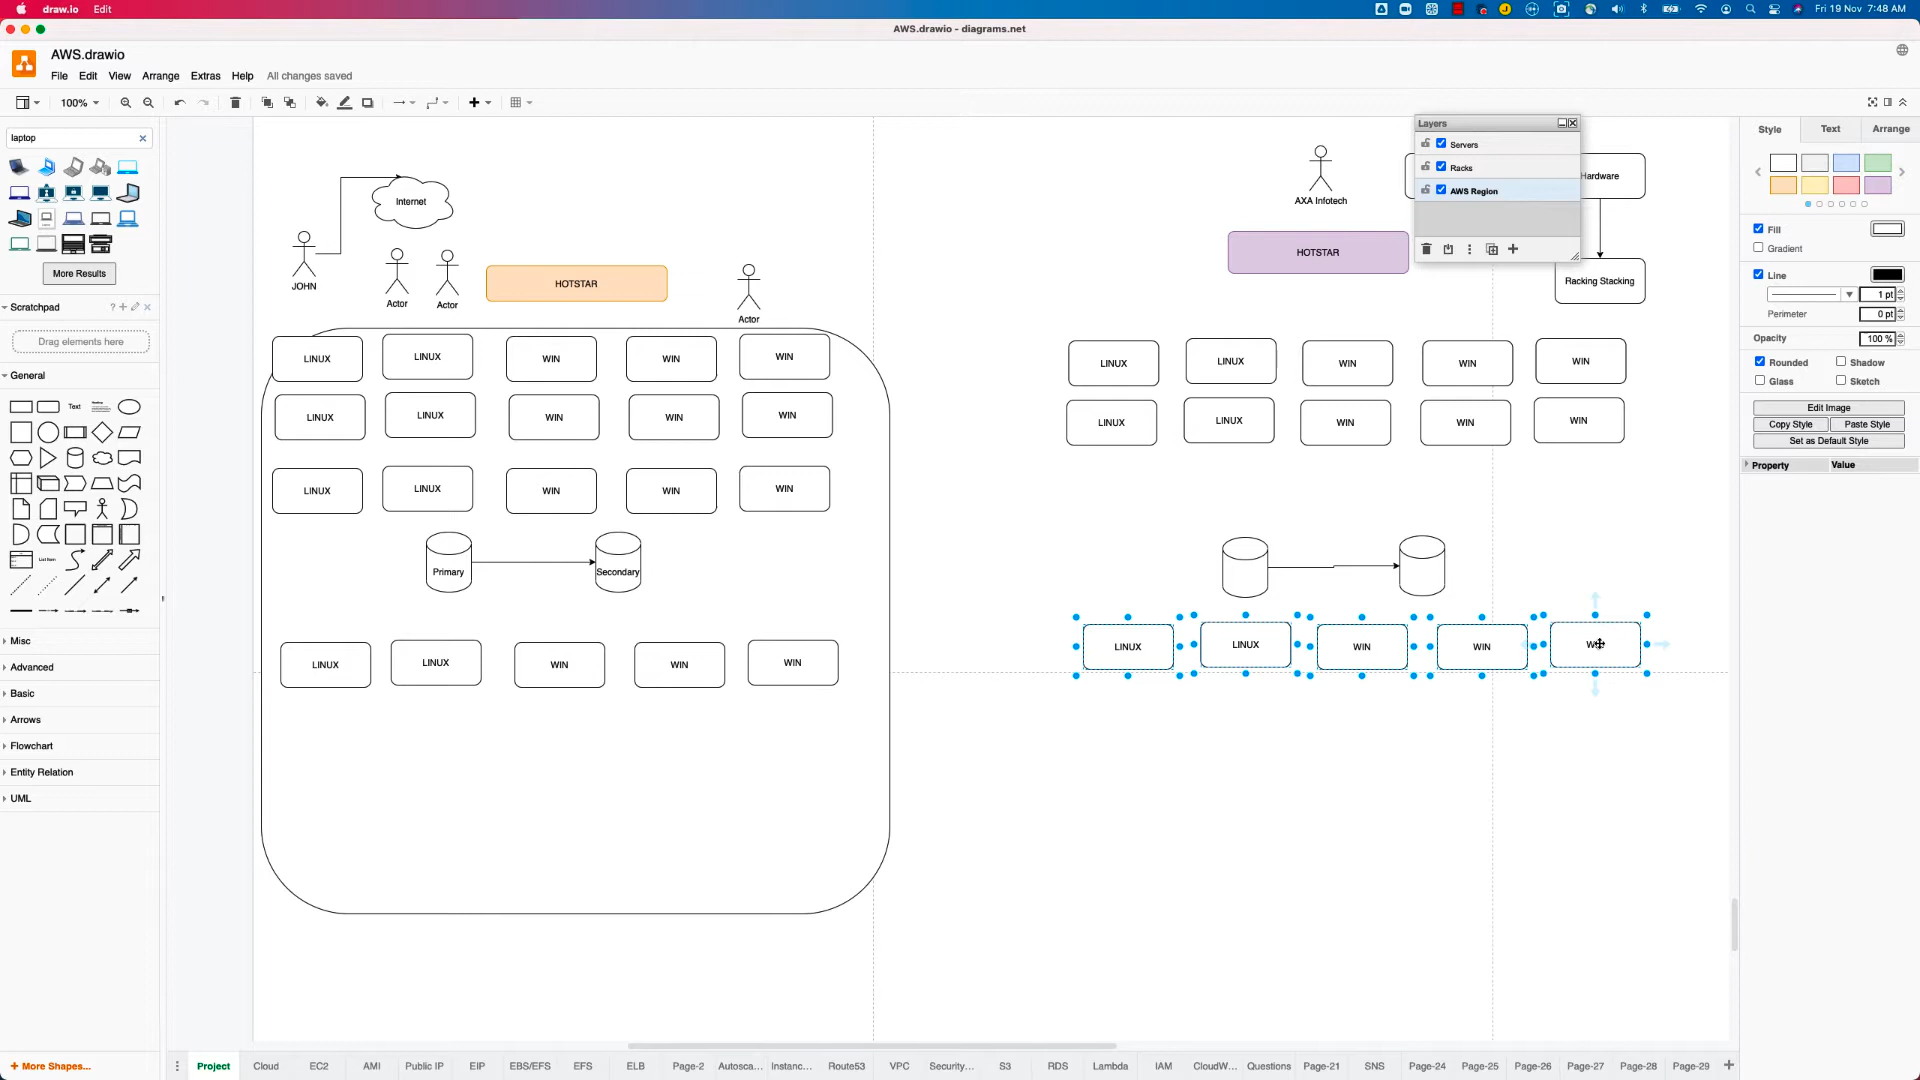 draw.io Edit
Fri 19 Nov 7:48 AM
AWS.drawio - diagrams.net
AWS.drawio
File Edit View Arrange Extras Help All changes saved
100%
laptop
More Results
Scratchpad
Drag elements here
General
Text
Heading
List Item
Misc
Advanced
Basic
Arrows
Flowchart
Entity Relation
UML
+ More Shapes...
Internet
JOHN
Actor
Actor
HOTSTAR
Actor
LINUX LINUX WIN WIN WIN
LINUX LINUX WIN WIN WIN
LINUX LINUX WIN WIN WIN
Primary Secondary
LINUX LINUX WIN WIN WIN
AXA Infotech
HOTSTAR
Hardware
Racking Stacking
Layers
Servers
Racks
AWS Region
LINUX LINUX WIN WIN WIN
LINUX LINUX WIN WIN WIN
LINUX LINUX WIN WIN
Style Text Arrange
Fill
Gradient
Line
1 pt
Perimeter 0 pt
Opacity 100 %
Rounded Shadow
Glass Sketch
Edit Image
Copy Style Paste Style
Set as Default Style
Property Value
Project Cloud EC2 AMI Public IP EIP EBS/EFS EFS ELB Page-2 Autosca... Instanc... Route53 VPC Security... S3 RDS Lambda IAM CloudW... Questions Page-21 SNS Page-24 Page-25 Page-26 Page-27 Page-28 Page-29